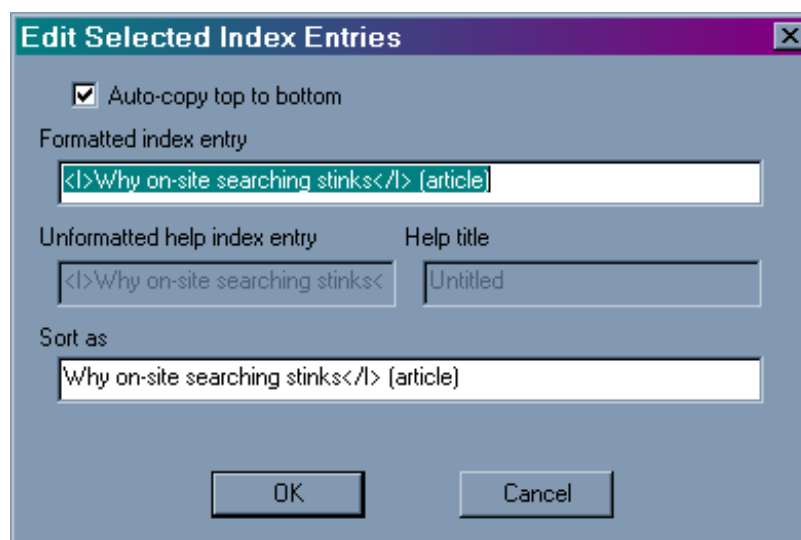 Edit Selected Index Entries
Auto-copy top to bottom
Formatted index entry
<I>Why on-site searching stinks</I> (article)
Unformatted help index entry Help title
<I>Why on-site searching stinks< Untitled
Sort as
Why on-site searching stinks</I> (article)
OK Cancel